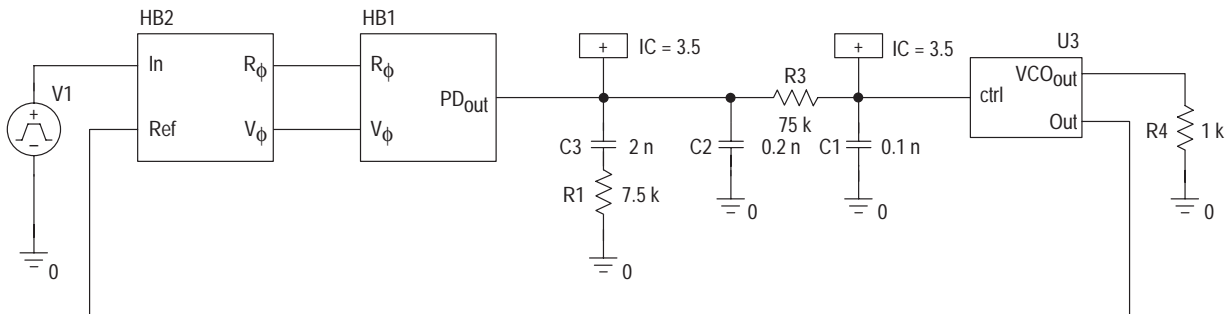 HB2
HB1
U3
+ IC = 3.5
+ IC = 3.5
In
Rϕ
Rϕ
VCOout
V1
R3
PDout
ctrl
+
−
Ref
Vϕ
Vϕ
75 k
Out
R4
1 k
C3
2 n
C2
0.2 n
C1
0.1 n
R1
7.5 k
0
0
0
0
0